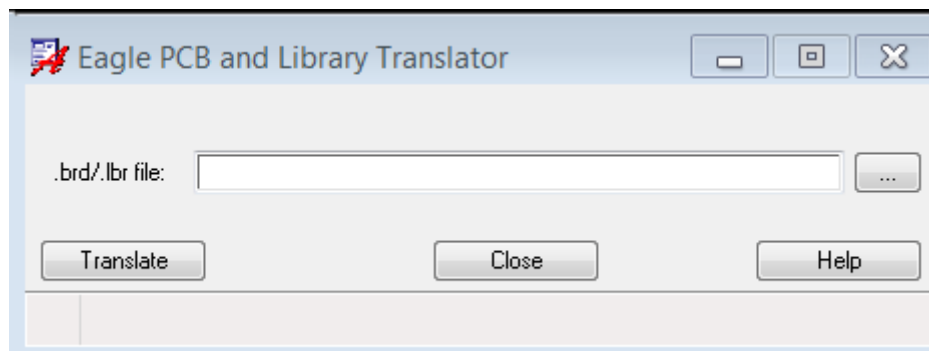 Eagle PCB and Library Translator
.brd/.lbr file:
...
Translate Close Help